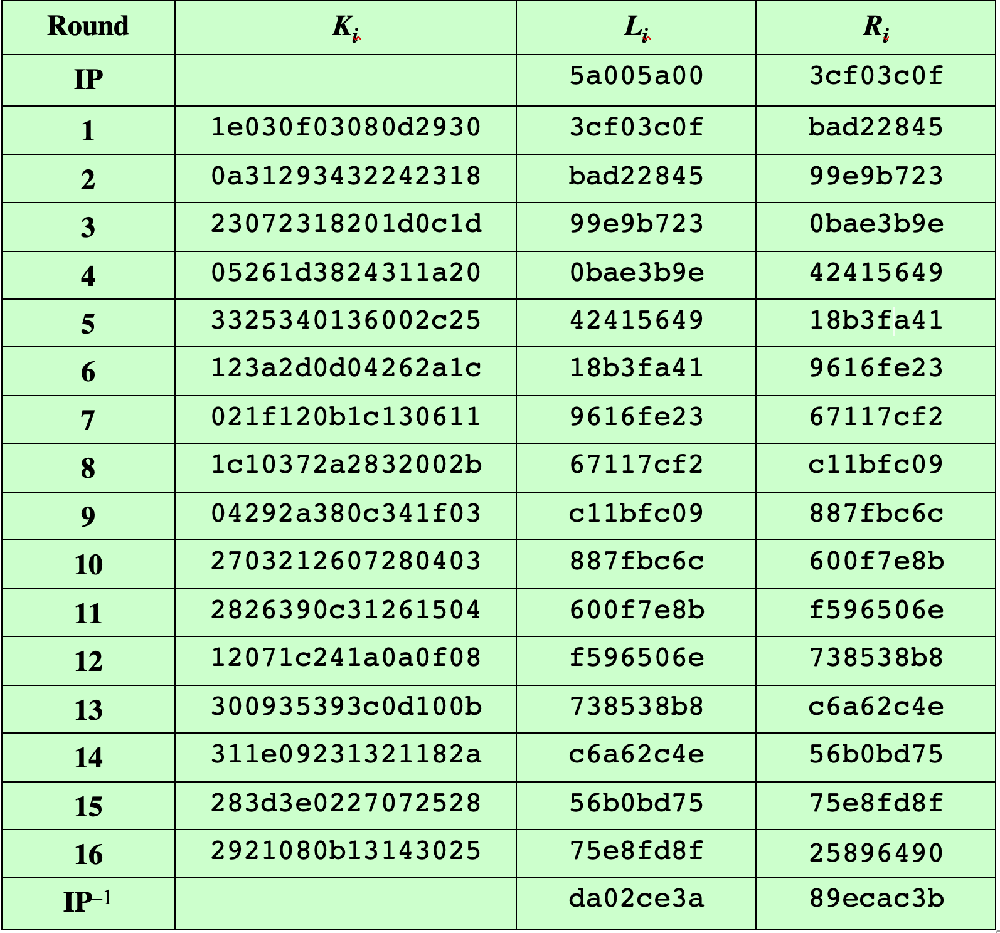 Round K_i L_i R_i
IP 5a005a00 3cf03c0f
1 1e030f03080d2930 3cf03c0f bad22845
2 0a31293432242318 bad22845 99e9b723
3 23072318201d0c1d 99e9b723 0bae3b9e
4 05261d3824311a20 0bae3b9e 42415649
5 3325340136002c25 42415649 18b3fa41
6 123a2d0d04262a1c 18b3fa41 9616fe23
7 021f120b1c130611 9616fe23 67117cf2
8 1c10372a2832002b 67117cf2 c11bfc09
9 04292a380c341f03 c11bfc09 887fbc6c
10 2703212607280403 887fbc6c 600f7e8b
11 2826390c31261504 600f7e8b f596506e
12 12071c241a0a0f08 f596506e 738538b8
13 300935393c0d100b 738538b8 c6a62c4e
14 311e09231321182a c6a62c4e 56b0bd75
15 283d3e0227072528 56b0bd75 75e8fd8f
16 2921080b13143025 75e8fd8f 25896490
IP–1 da02ce3a 89ecac3b